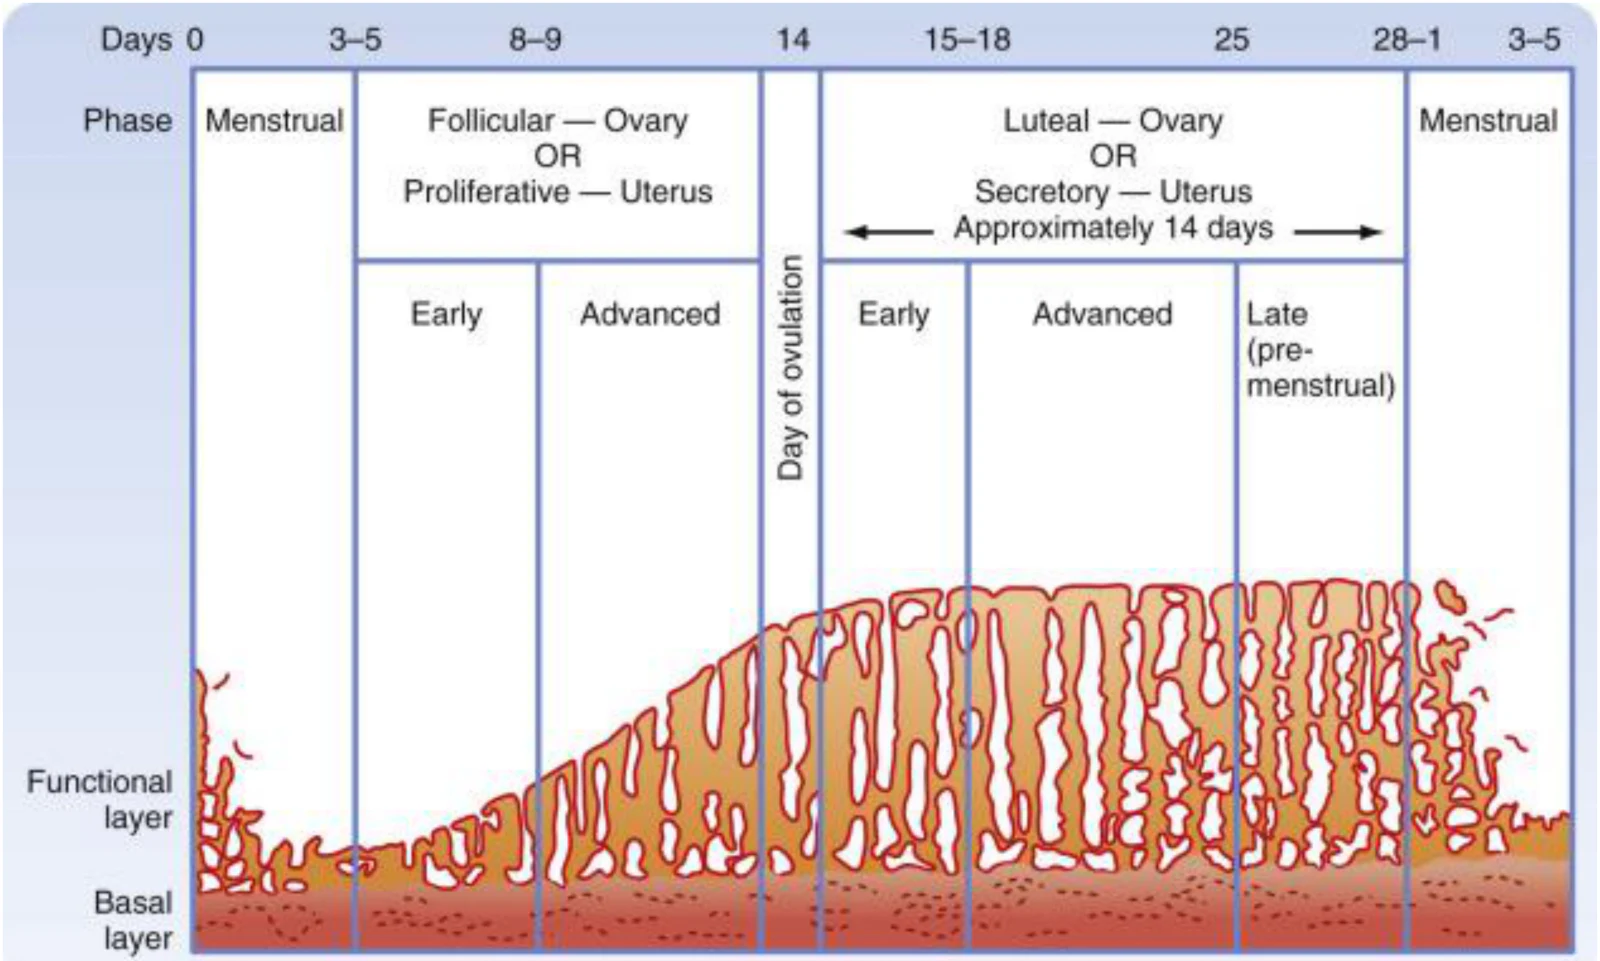 Days 0 3–5 8–9 14 15–18 25 28–1 3–5
Phase Menstrual Follicular — Ovary Luteal — Ovary Menstrual
OR OR
Proliferative — Uterus Secretory — Uterus
Approximately 14 days
Day of ovulation
Early Advanced Early Advanced Late
(pre-
menstrual)
Functional
layer
Basal
layer